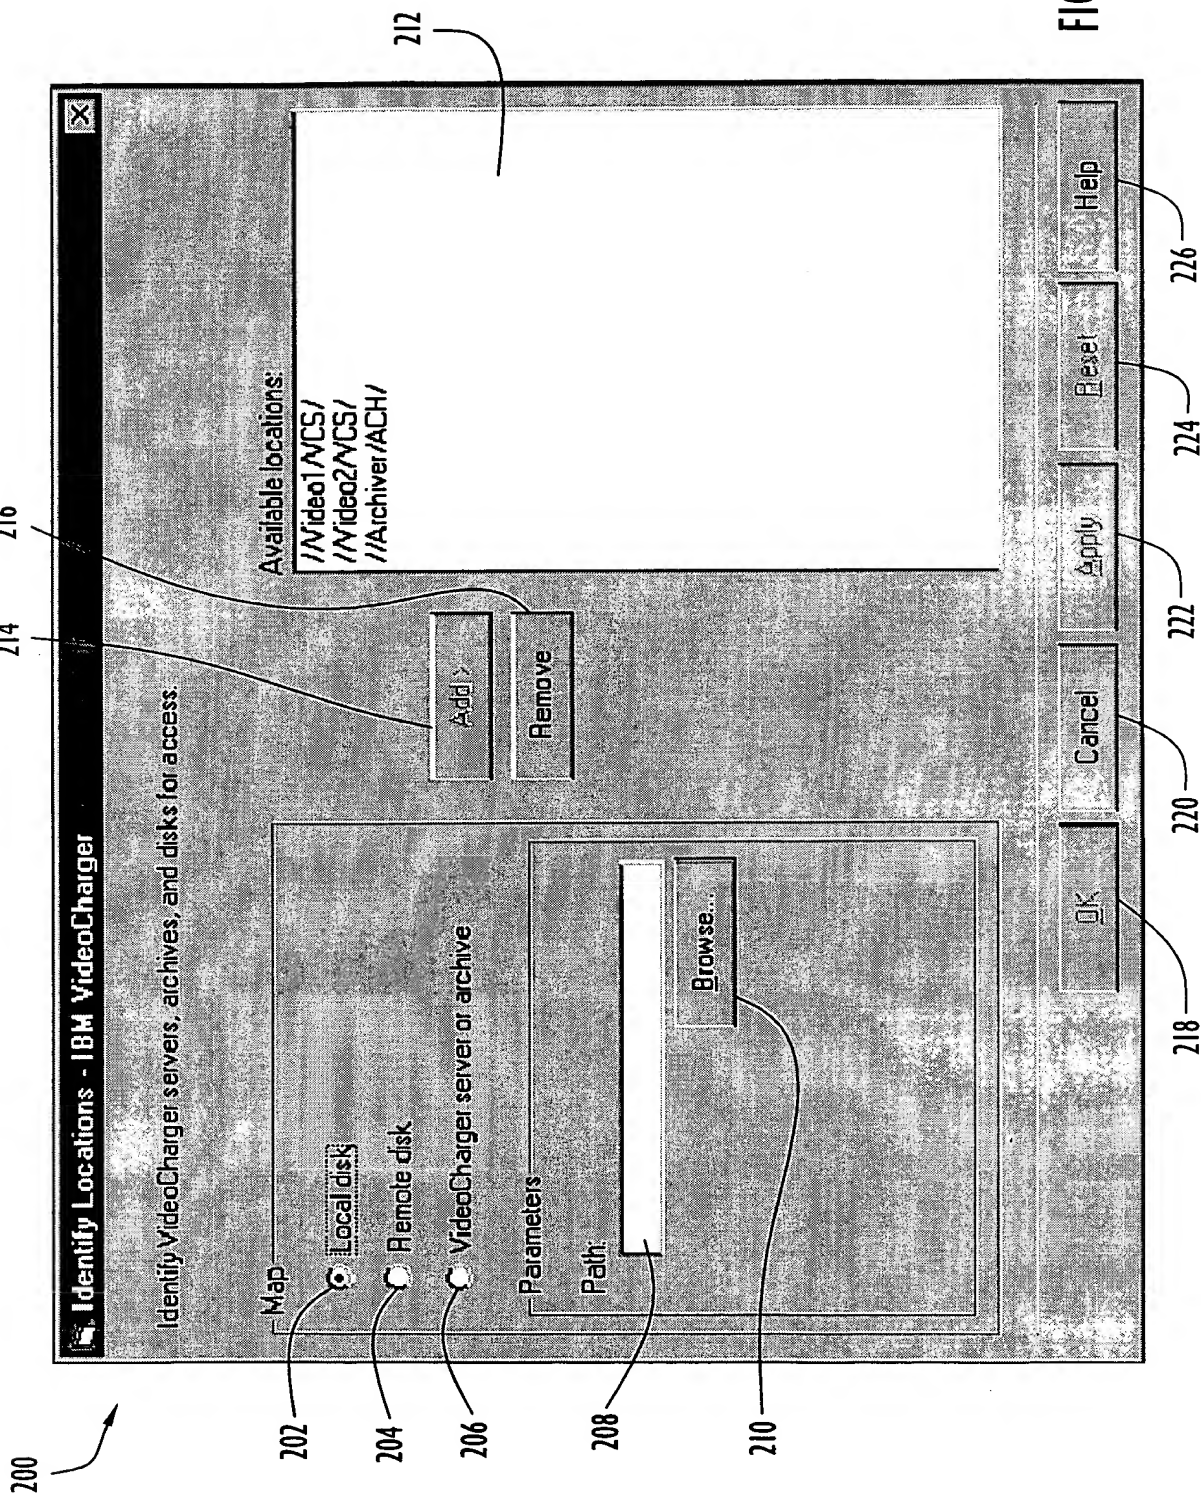 200
214
216
212
Identify Locations - IBM VideoCharger
Identify VideoCharger servers, archives, and disks for access.
Map
202
Local disk
204
Remote disk
206
VideoCharger server or archive
Parameters
Path:
208
Browse...
210
Add >
Remove
Available locations:
//Video1/VCS/
//Video2/VCS/
//Archiver/ACH/
OK
Cancel
Apply
Reset
Help
218
220
222
224
226